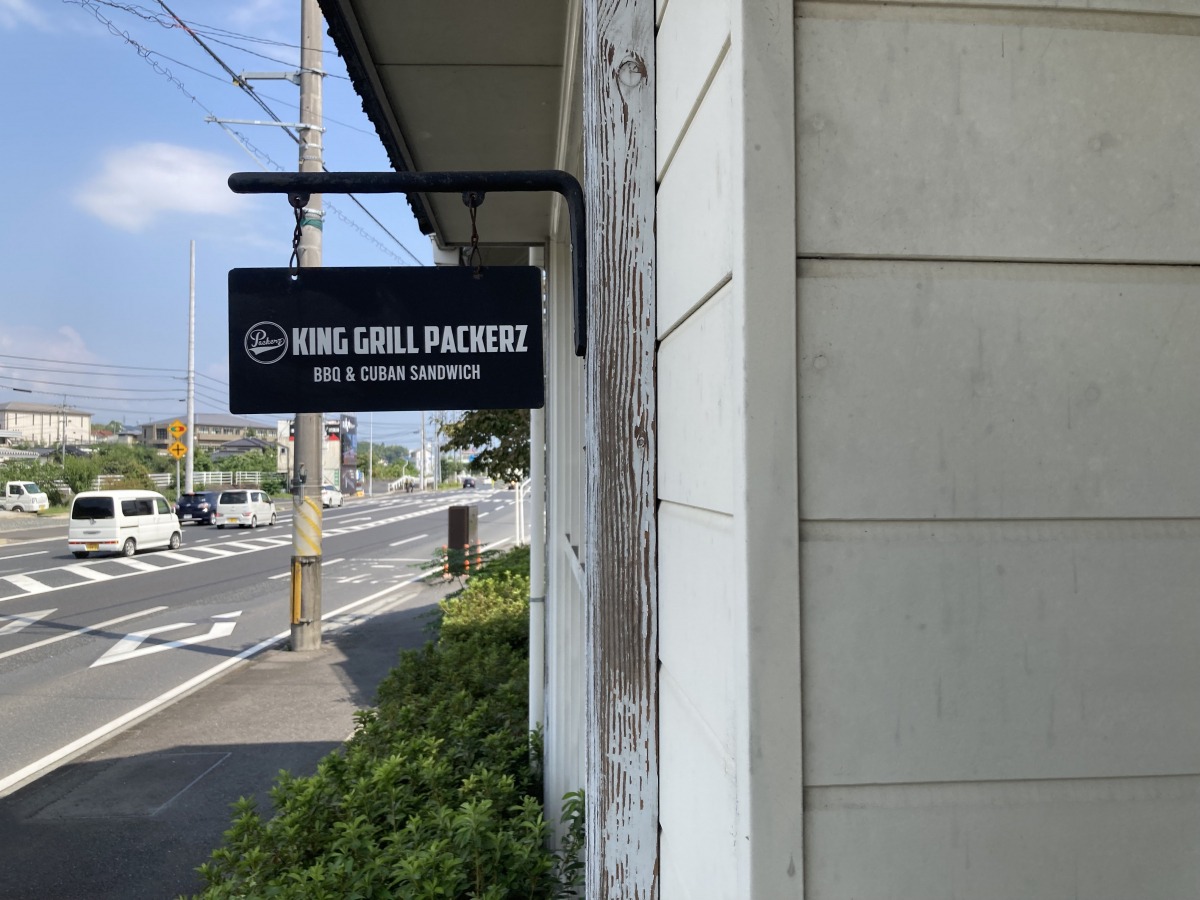 Packerz
KING GRILL PACKERZ
BBQ & CUBAN SANDWICH